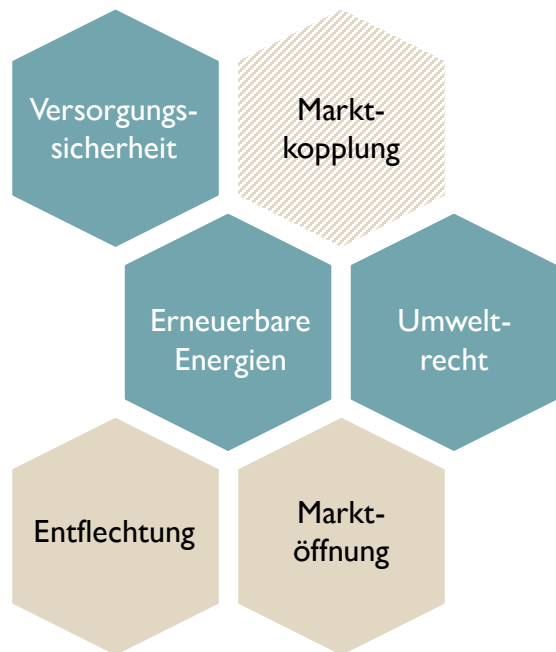 Versorgungs-
sicherheit
Markt-
kopplung
Erneuerbare
Energien
Umwelt-
recht
Entflechtung
Markt-
öffnung